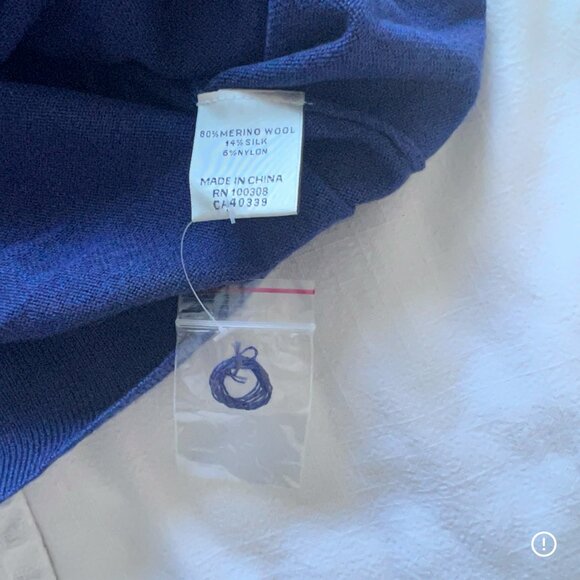 80%MERINO WOOL
14%SILK
6%NYLON
MADE IN CHINA
RN 100308
CA40339